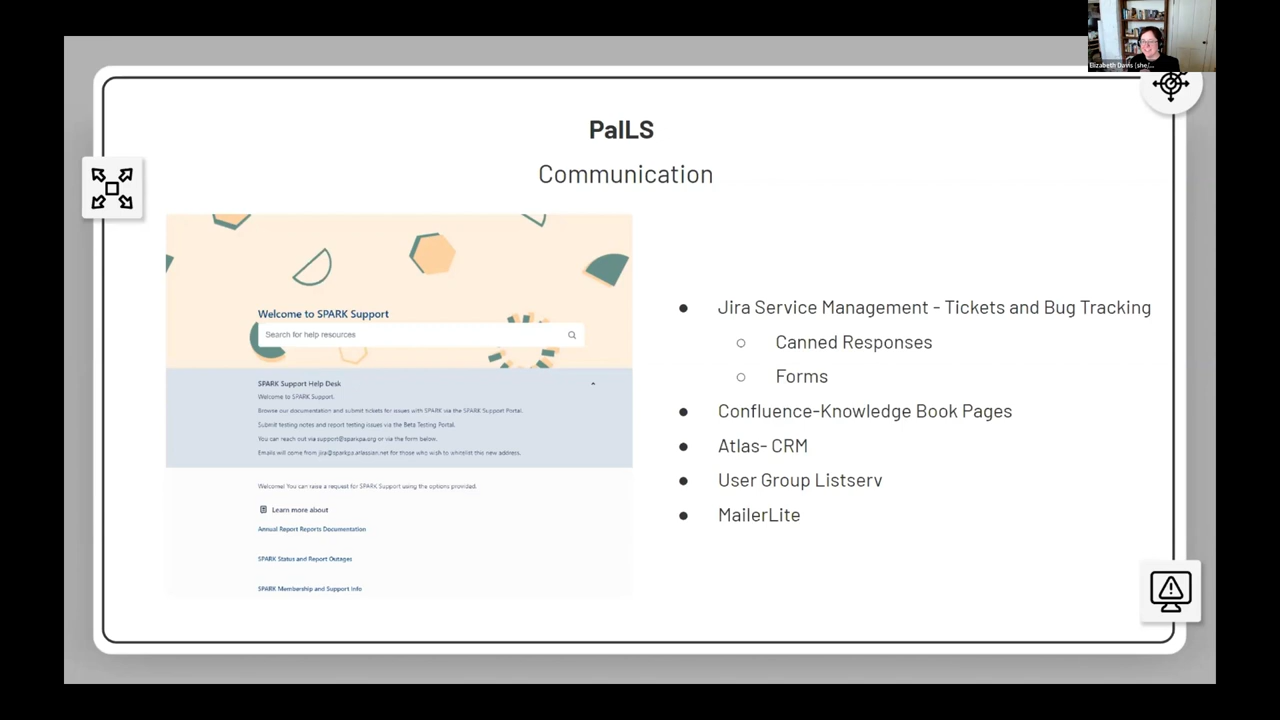 Elizabeth Davis (she/...
PaILS
Communication
Welcome to SPARK Support
Search for help resources
SPARK Support Help Desk
Welcome to SPARK Support.
Browse our documentation and submit tickets for issues with SPARK via the SPARK Support Portal.
Submit testing notes and report testing issues via the Beta Testing Portal.
You can reach out via support@sparkpa.org or via the form below.
Emails will come from jira@sparkpa.atlassian.net for those who wish to whitelist this new address.
Welcome! You can raise a request for SPARK Support using the options provided.
Learn more about
Annual Report Reports Documentation
SPARK Status and Report Outages
SPARK Membership and Support Info
● Jira Service Management - Tickets and Bug Tracking
○ Canned Responses
○ Forms
● Confluence-Knowledge Book Pages
● Atlas- CRM
● User Group Listserv
● MailerLite